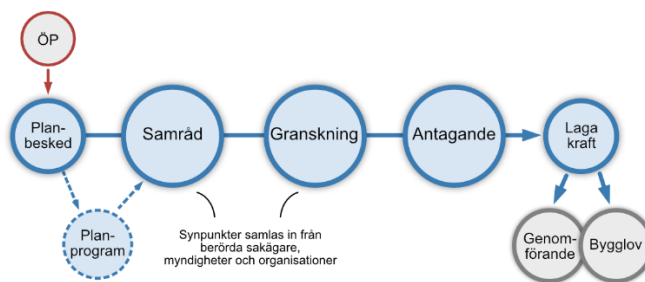 ÖP
Plan-
besked
Samråd
Granskning
Antagande
Laga
kraft
Plan-
program
Synpunkter samlas in från
berörda sakägare,
myndigheter och organisationer
Genom-
förande
Bygglov